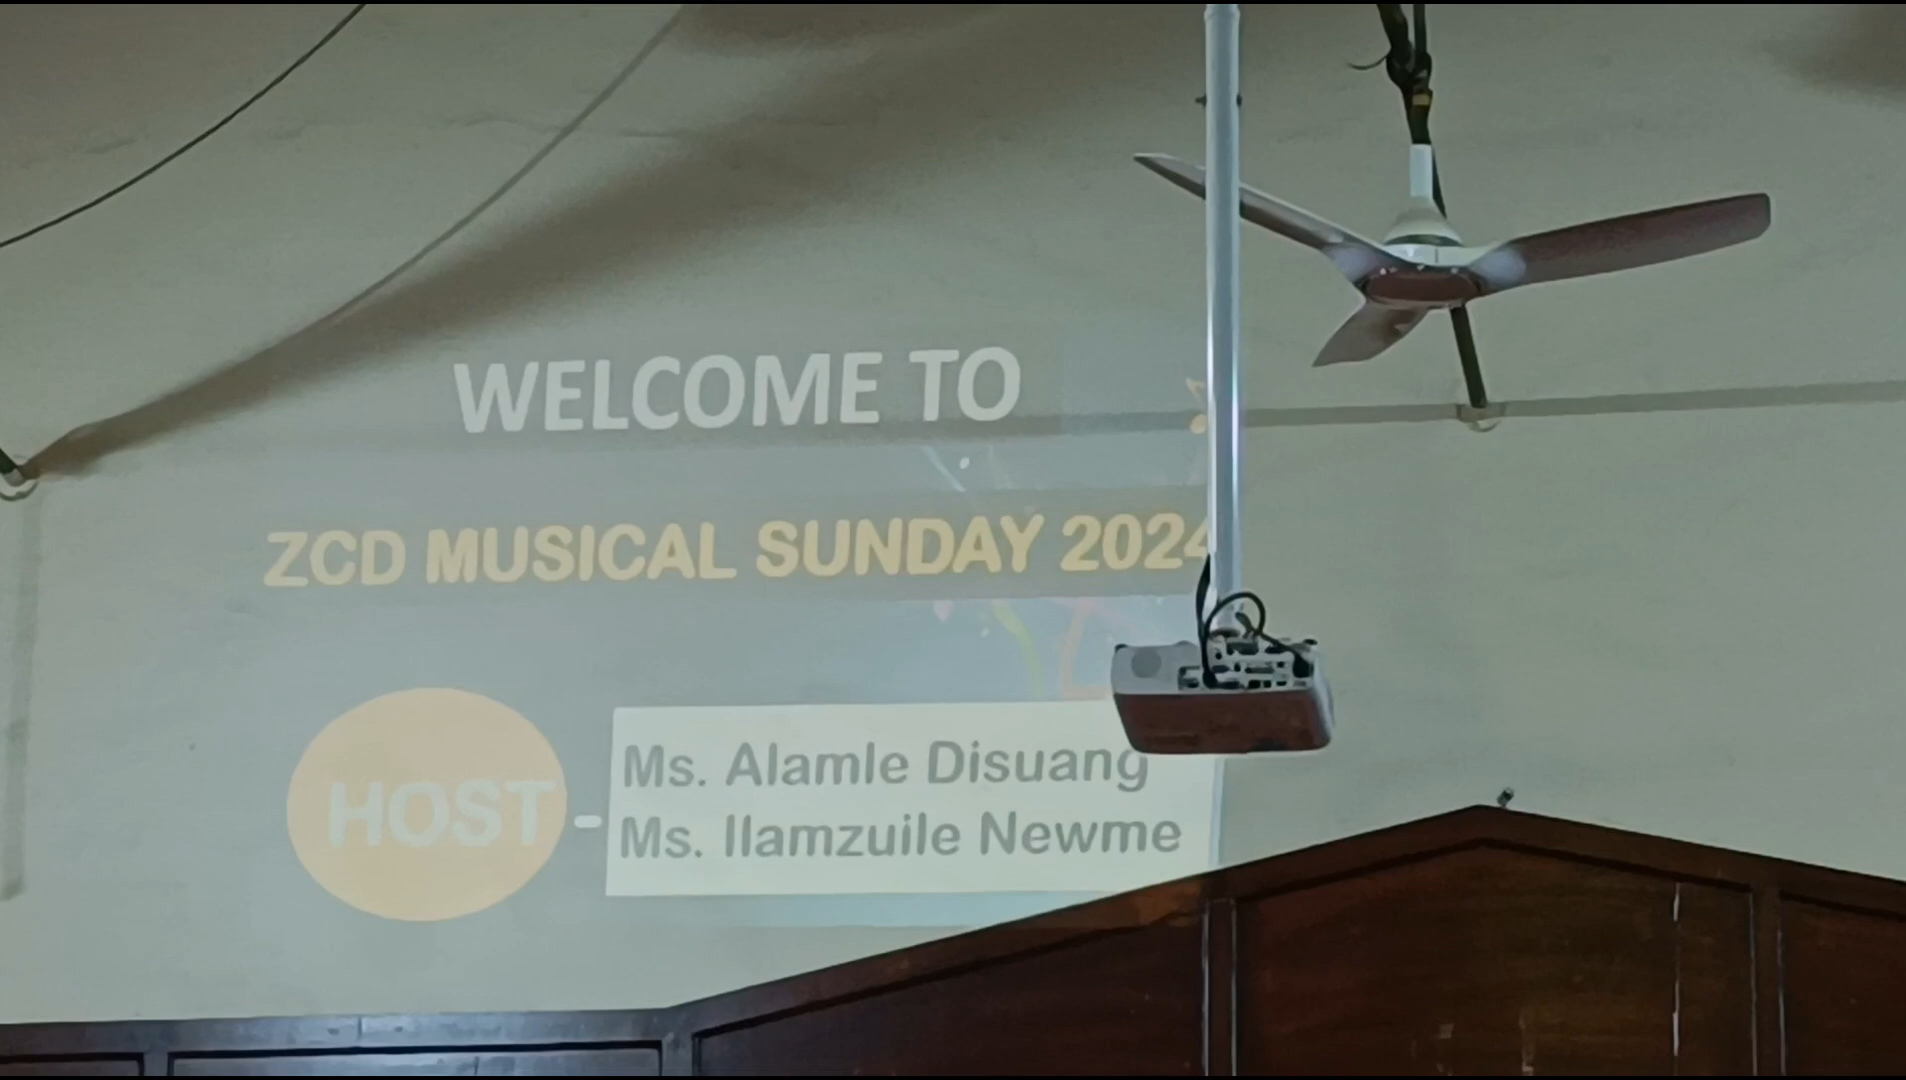 WELCOME TO
ZCD MUSICAL SUNDAY 2024
HOST -
Ms. Alamle Disuang
Ms. Ilamzuile Newme